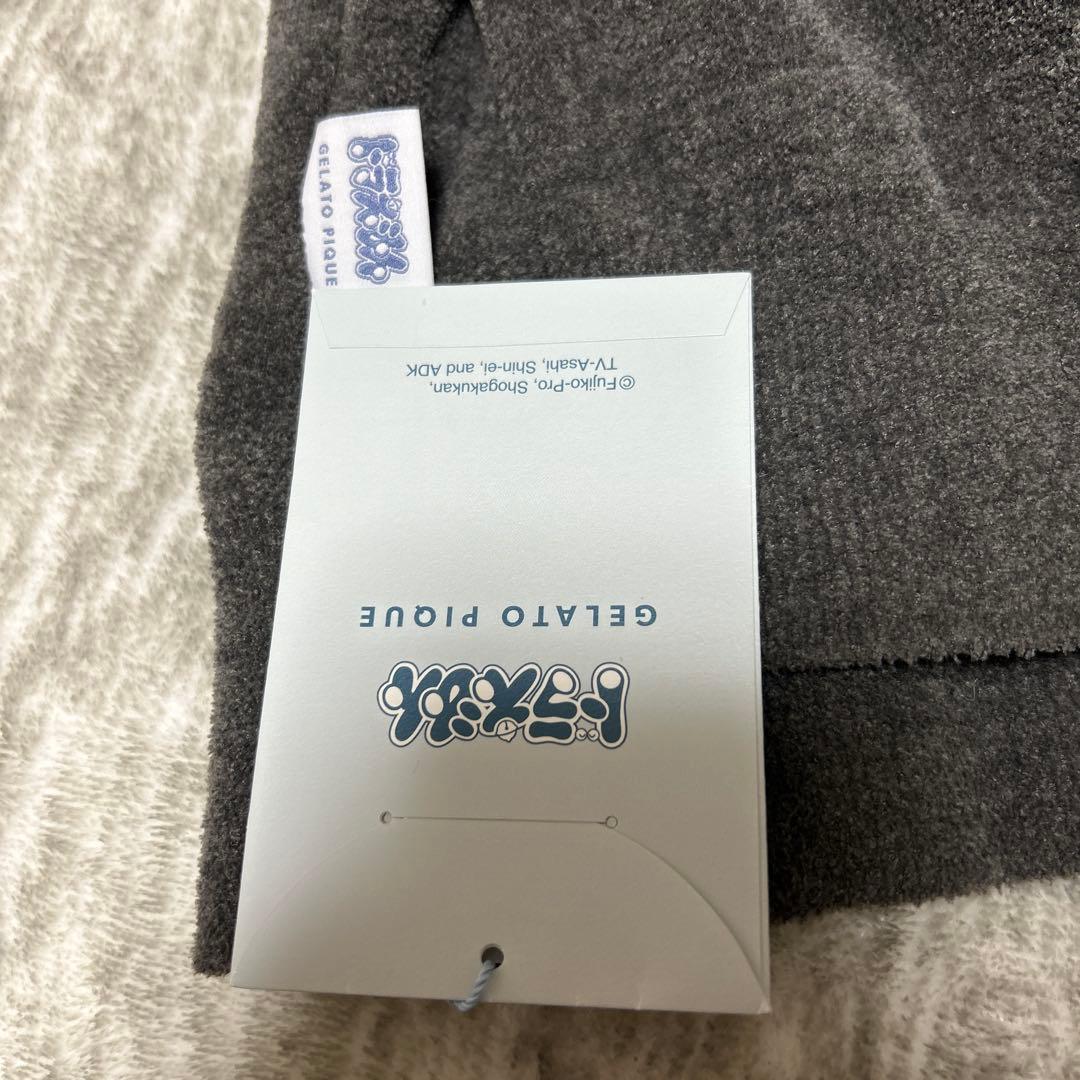 ドラえもん
GELATO PIQUE
ドラえもん
GELATO PIQUE
©Fujiko-Pro, Shogakukan,
TV-Asahi, Shin-ei, and ADK